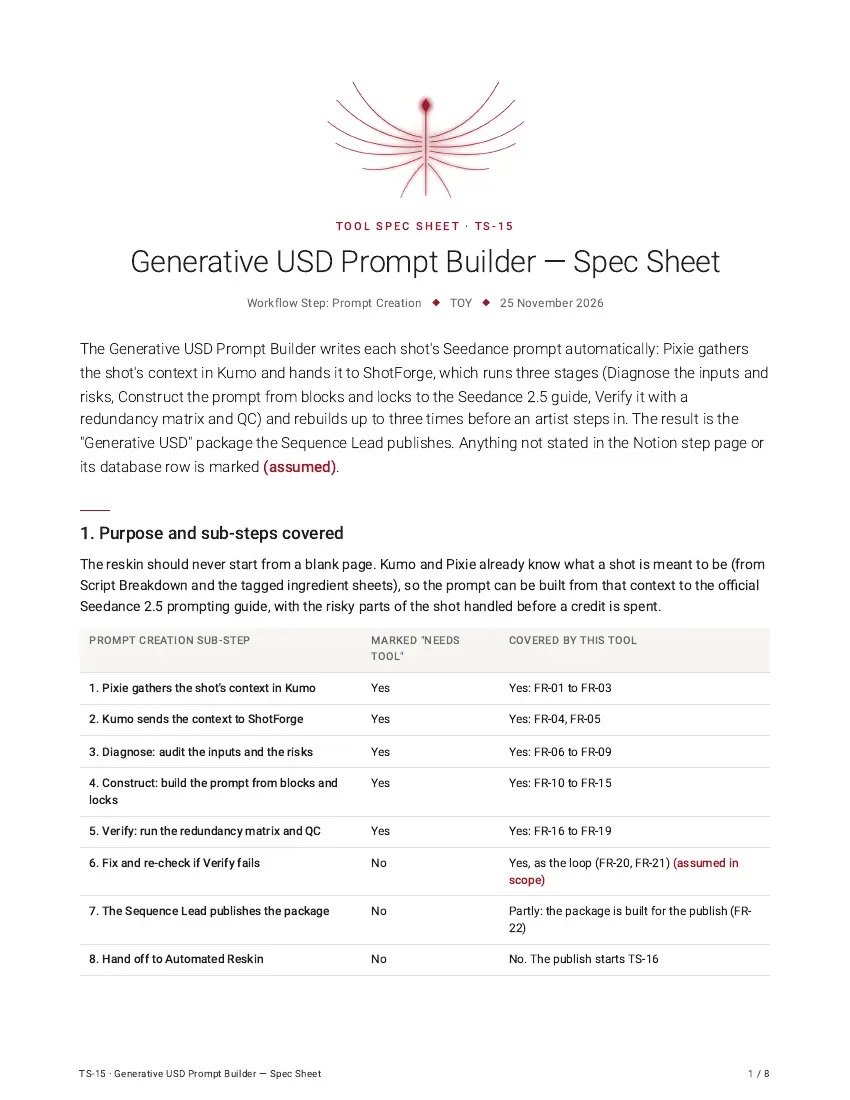 TOOL SPEC SHEET · TS-15
Generative USD Prompt Builder — Spec Sheet
Workflow Step: Prompt Creation ◆ TOY ◆ 25 November 2026
The Generative USD Prompt Builder writes each shot's Seedance prompt automatically: Pixie gathers
the shot's context in Kumo and hands it to ShotForge, which runs three stages (Diagnose the inputs and
risks, Construct the prompt from blocks and locks to the Seedance 2.5 guide, Verify it with a
redundancy matrix and QC) and rebuilds up to three times before an artist steps in. The result is the
"Generative USD" package the Sequence Lead publishes. Anything not stated in the Notion step page or
its database row is marked (assumed).
1. Purpose and sub-steps covered
The reskin should never start from a blank page. Kumo and Pixie already know what a shot is meant to be (from
Script Breakdown and the tagged ingredient sheets), so the prompt can be built from that context to the official
Seedance 2.5 prompting guide, with the risky parts of the shot handled before a credit is spent.
PROMPT CREATION SUB-STEP MARKED "NEEDS COVERED BY THIS TOOL
TOOL"
1. Pixie gathers the shot's context in Kumo Yes Yes: FR-01 to FR-03
2. Kumo sends the context to ShotForge Yes Yes: FR-04, FR-05
3. Diagnose: audit the inputs and the risks Yes Yes: FR-06 to FR-09
4. Construct: build the prompt from blocks and Yes Yes: FR-10 to FR-15
locks
5. Verify: run the redundancy matrix and QC Yes Yes: FR-16 to FR-19
6. Fix and re-check if Verify fails No Yes, as the loop (FR-20, FR-21) (assumed in
scope)
7. The Sequence Lead publishes the package No Partly: the package is built for the publish (FR-
22)
8. Hand off to Automated Reskin No No. The publish starts TS-16
TS-15 · Generative USD Prompt Builder — Spec Sheet 1 / 8